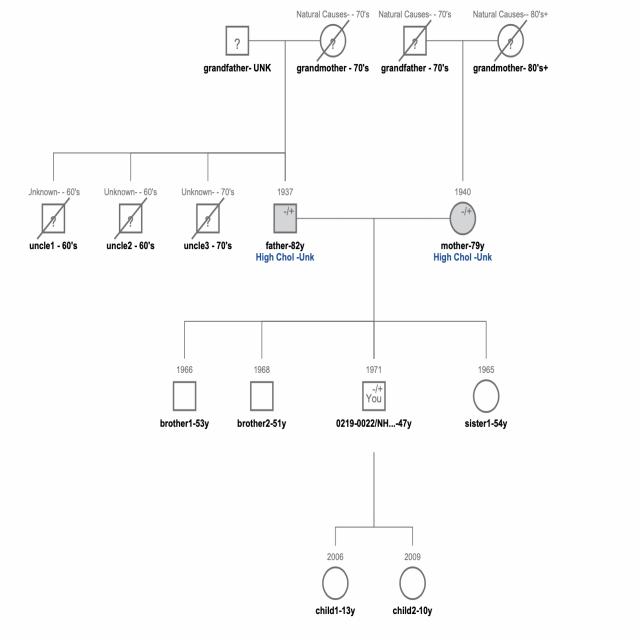 Natural Causes- - 70's
Natural Causes- - 70's
Natural Causes-- 80's+
?
?
?
?
grandfather- UNK
grandmother - 70's
grandfather - 70's
grandmother- 80's+
Jnknown- - 60's
Unknown- - 60's
Unknown- - 70's
1937
1940
?
?
?
-/+
-/+
uncle1 - 60's
uncle2 - 60's
uncle3 - 70's
father-82y
mother-79y
High Chol -Unk
High Chol -Unk
1966
1968
1971
1965
-/+
You
brother1-53y
brother2-51y
0219-0022/NH...-47y
sister1-54y
2006
2009
child1-13y
child2-10y